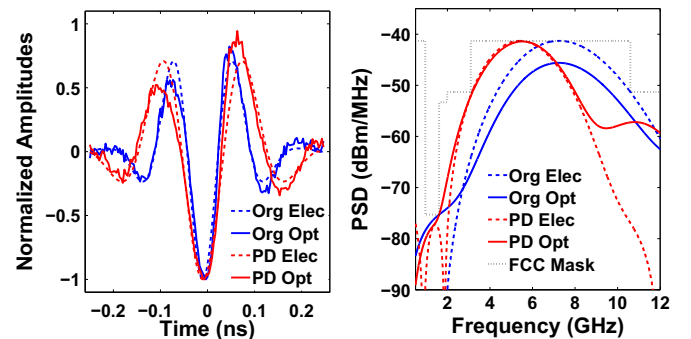 Normalized Amplitudes
1
0.5
0
−0.5
−1
−0.2
−0.1
0
0.1
0.2
Time (ns)
Org Elec
Org Opt
PD Elec
PD Opt
PSD (dBm/MHz)
−40
−50
−60
−70
−80
−90
2
4
6
8
10
12
Frequency (GHz)
Org Elec
Org Opt
PD Elec
PD Opt
FCC Mask